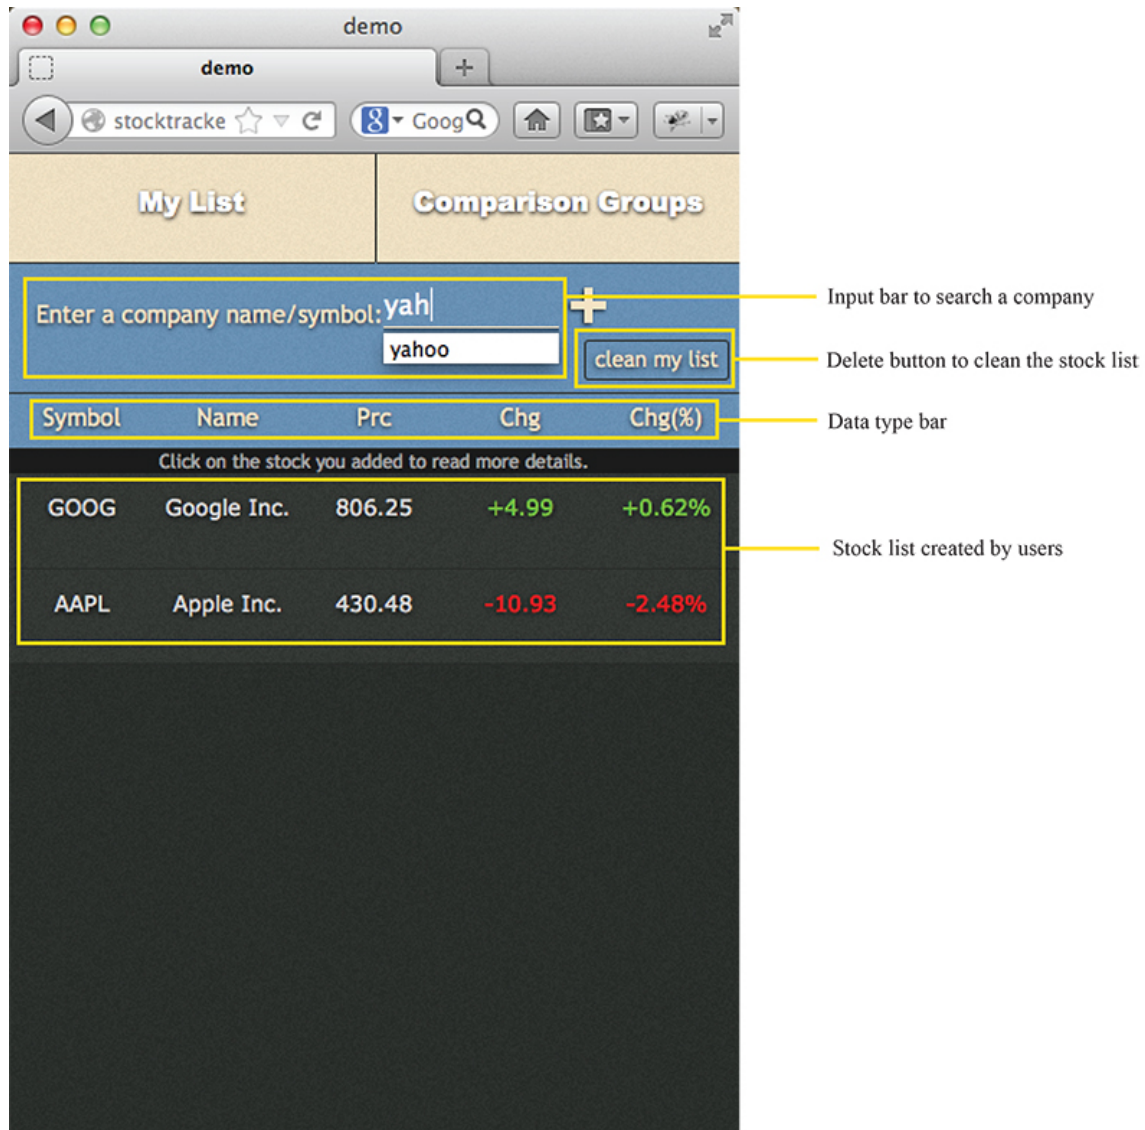 demo
demo
stocktracke
8 Goog
My List
Comparison Groups
Enter a company name/symbol: yah
yahoo
clean my list
Symbol Name Prc Chg Chg(%)
Click on the stock you added to read more details.
GOOG Google Inc. 806.25 +4.99 +0.62%
AAPL Apple Inc. 430.48 -10.93 -2.48%
Input bar to search a company
Delete button to clean the stock list
Data type bar
Stock list created by users